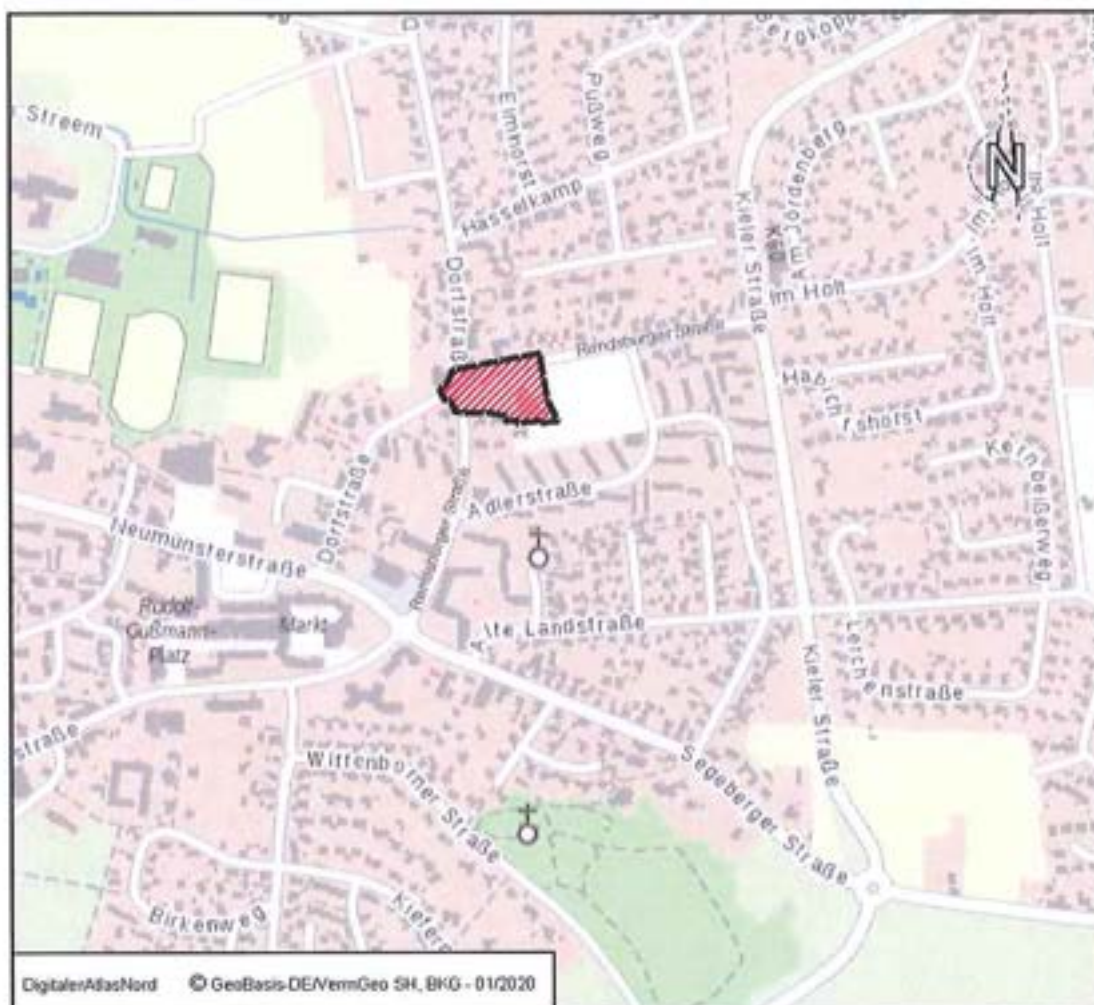 Streem
Elmhorst
Pußweg
Hasselkamp
Am Jordenberg
Kieler Straße
N
Im Holt
Im Holt
Holt
Dorfstraße
Rendsburger Straße
Habichtshorst
Kernbeißerweg
Dorfstraße
Rendsburger Straße
Adlerstraße
Neumünsterstraße
Rudolf-
Gußmann-
Platz
Markt
Alte Landstraße
Lerchenstraße
Kieler Straße
straße
Wittenborner Straße
Segeberger Straße
Birkenweg
DigitalerAtlasNord © GeoBasis-DE/VermGeo SH, BKG - 01/2020